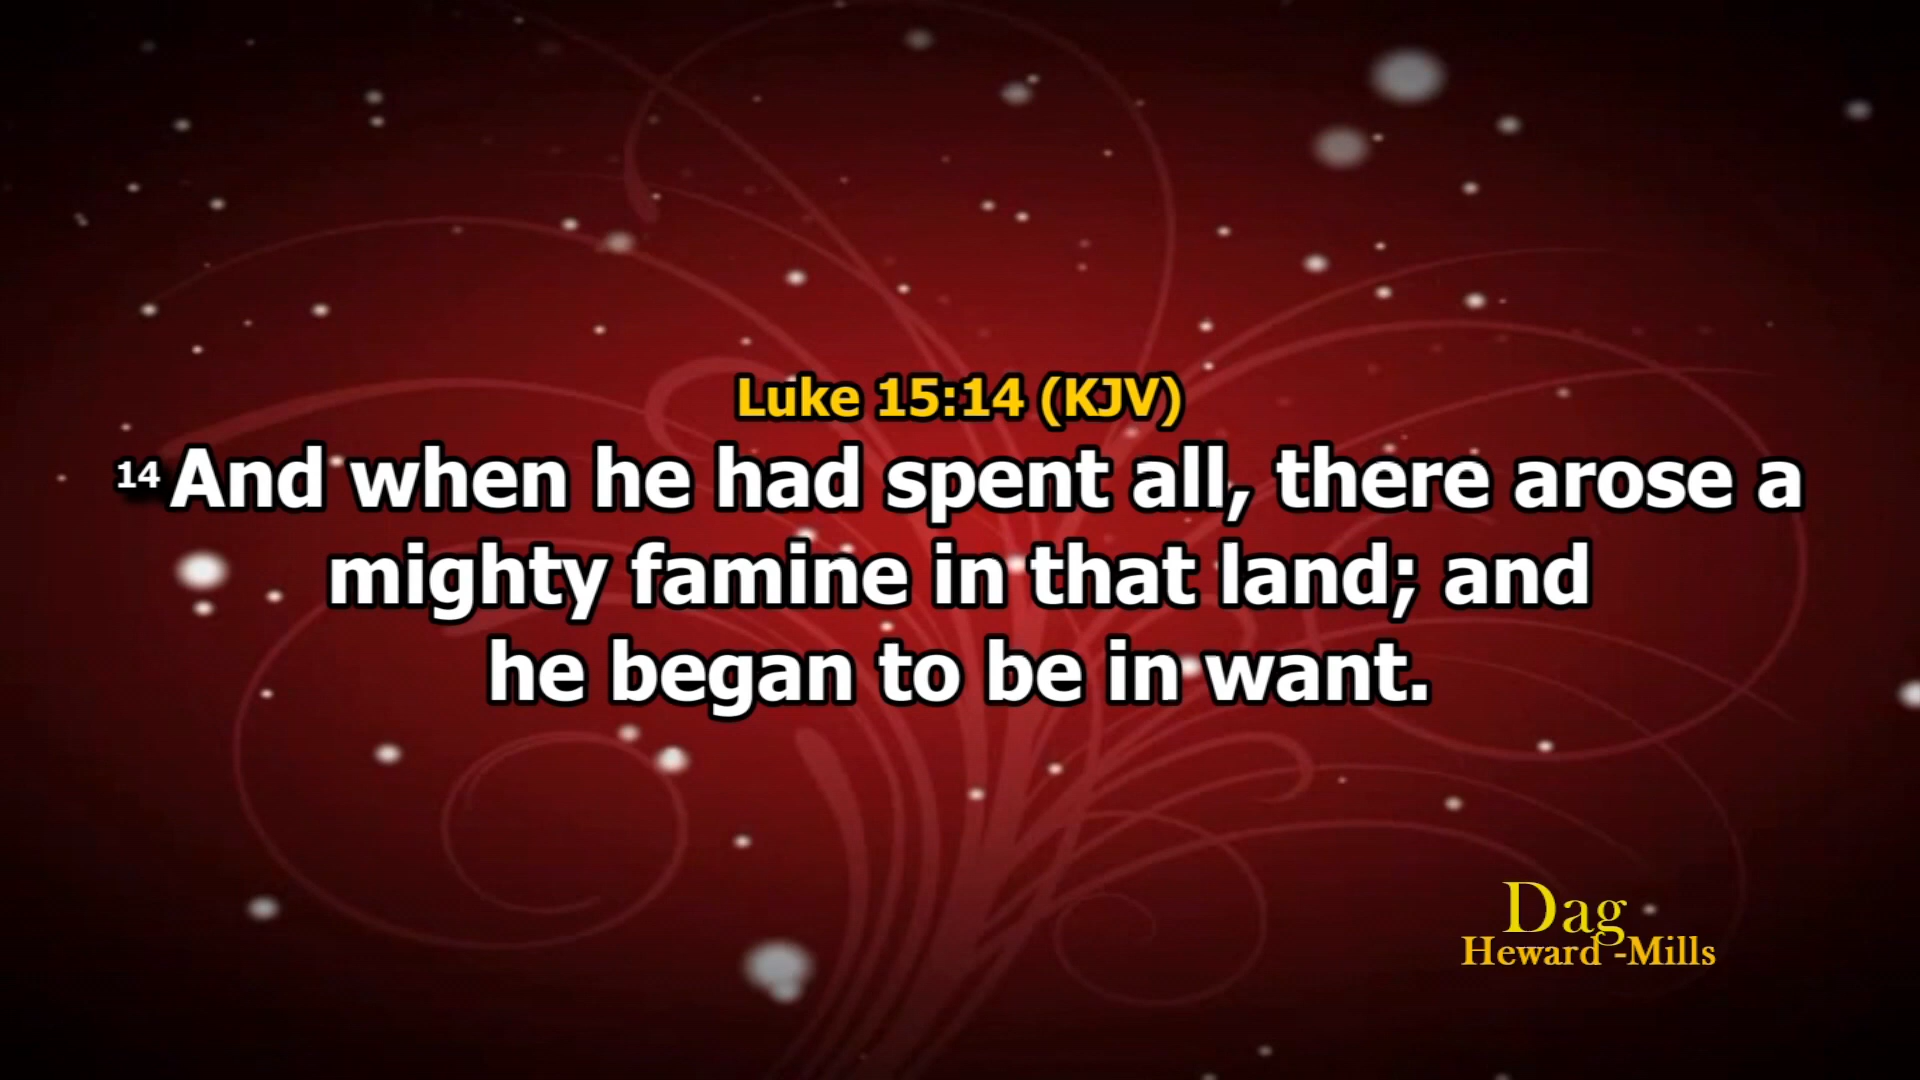 Luke 15:14 (KJV)
14 And when he had spent all, there arose a
mighty famine in that land; and
he began to be in want.
Dag
Heward -Mills